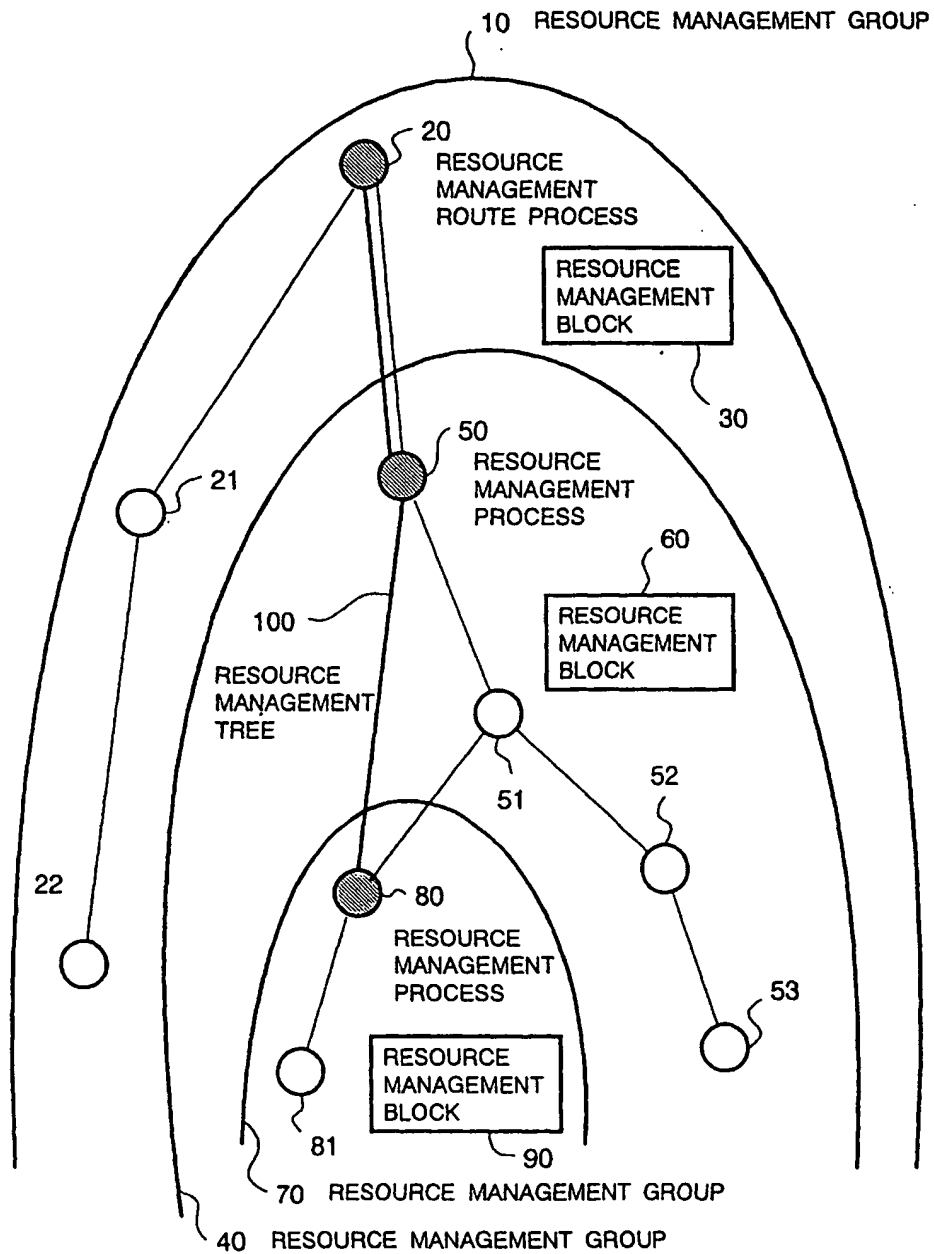 10 RESOURCE MANAGEMENT GROUP
20
RESOURCE
MANAGEMENT
ROUTE PROCESS
RESOURCE
MANAGEMENT
BLOCK
30
50
RESOURCE
MANAGEMENT
PROCESS
21
60
RESOURCE
MANAGEMENT
BLOCK
100
RESOURCE
MANAGEMENT
TREE
51
52
22
80
RESOURCE
MANAGEMENT
PROCESS
53
RESOURCE
MANAGEMENT
BLOCK
81
90
70 RESOURCE MANAGEMENT GROUP
40 RESOURCE MANAGEMENT GROUP